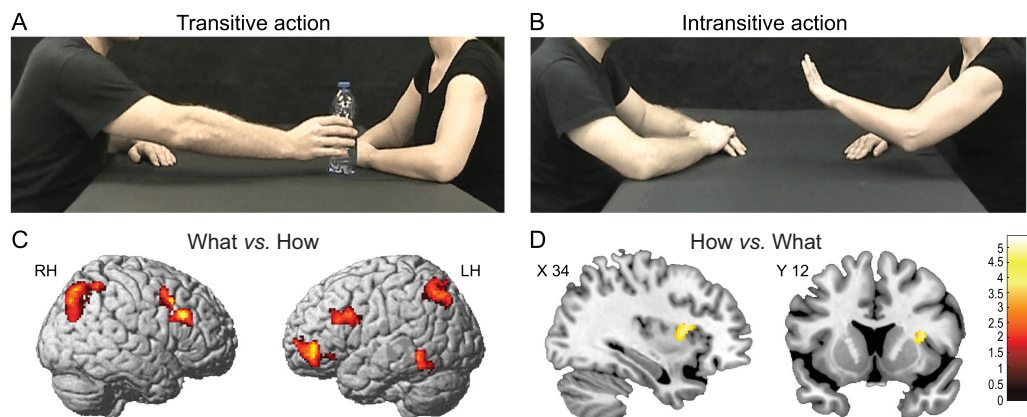 A Transitive action
B Intransitive action
C What vs. How
RH
LH
D How vs. What
X 34
Y 12
5
4.5
4
3.5
3
2.5
2
1.5
1
0.5
0